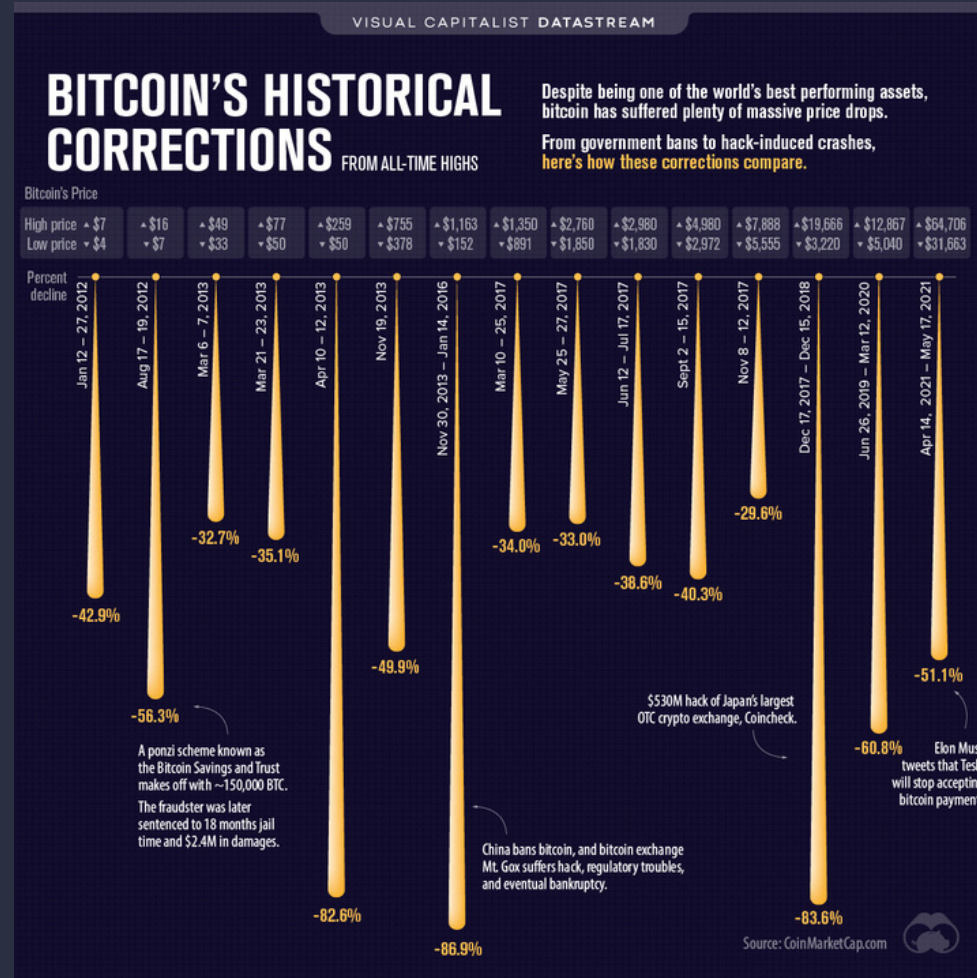 VISUAL CAPITALIST DATASTREAM
BITCOIN'S HISTORICAL
CORRECTIONS FROM ALL-TIME HIGHS
Despite being one of the world's best performing assets,
bitcoin has suffered plenty of massive price drops.
From government bans to hack-induced crashes,
here's how these corrections compare.
Bitcoin's Price
High price ▲ $7 ▲ $16 ▲ $49 ▲ $77 ▲ $259 ▲ $755 ▲ $1,163 ▲ $1,350 ▲ $2,760 ▲ $2,980 ▲ $4,980 ▲ $7,888 ▲ $19,666 ▲ $12,867 ▲ $64,706
Low price ▼ $4 ▼ $7 ▼ $33 ▼ $50 ▼ $50 ▼ $378 ▼ $152 ▼ $891 ▼ $1,850 ▼ $1,830 ▼ $2,972 ▼ $5,555 ▼ $3,220 ▼ $5,040 ▼ $31,663
Percent
decline
Jan 12 – 27, 2012
Aug 17 – 19, 2012
Mar 6 – 7, 2013
Mar 21 – 23, 2013
Apr 10 – 12, 2013
Nov 19, 2013
Nov 30, 2013 – Jan 14, 2016
Mar 10 – 25, 2017
May 25 – 27, 2017
Jun 12 – Jul 17, 2017
Sept 2 – 15, 2017
Nov 8 – 12, 2017
Dec 17, 2017 – Dec 15, 2018
Jun 26, 2019 – Mar 12, 2020
Apr 14, 2021 – May 17, 2021
-42.9%
-56.3%
-32.7%
-35.1%
-82.6%
-49.9%
-86.9%
-34.0%
-33.0%
-38.6%
-40.3%
-29.6%
-83.6%
-60.8%
-51.1%
A ponzi scheme known as
the Bitcoin Savings and Trust
makes off with ~150,000 BTC.
The fraudster was later
sentenced to 18 months jail
time and $2.4M in damages.
China bans bitcoin, and bitcoin exchange
Mt. Gox suffers hack, regulatory troubles,
and eventual bankruptcy.
$530M hack of Japan's largest
OTC crypto exchange, Coincheck.
Elon Mus
tweets that Tesl
will stop acceptin
bitcoin payment
Source: CoinMarketCap.com